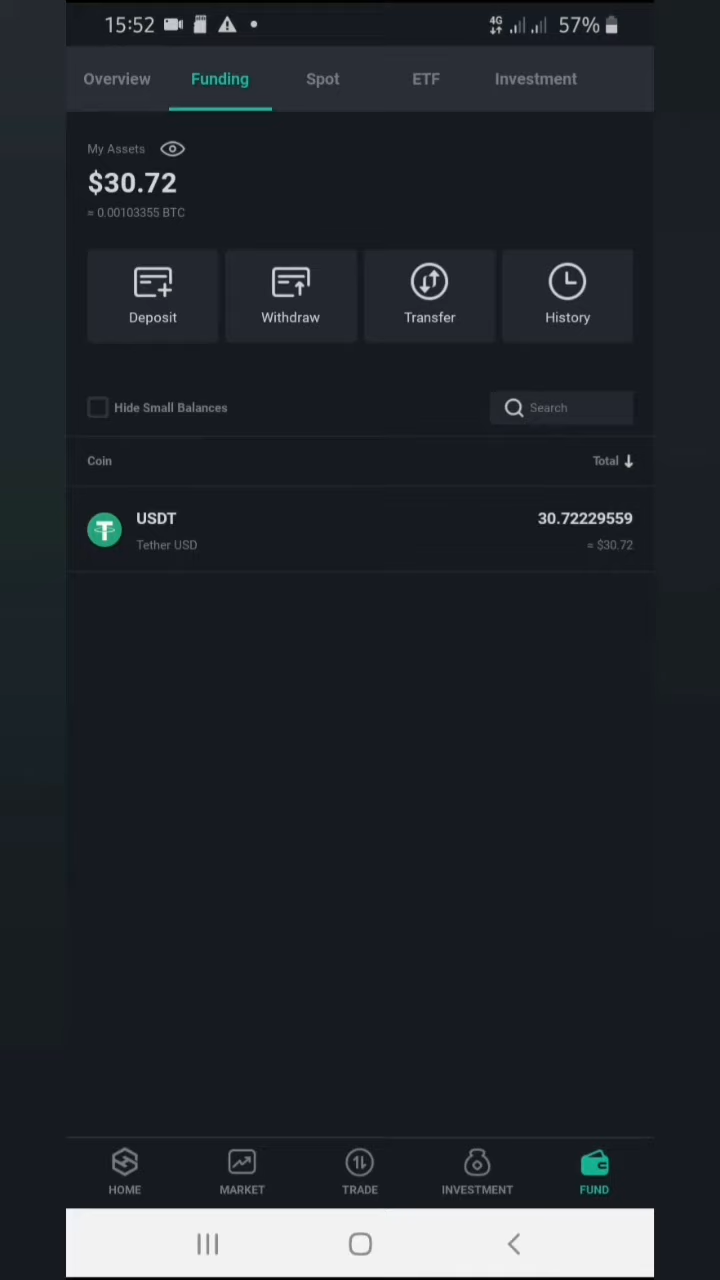 15:52 4G 57%
Overview Funding Spot ETF Investment
My Assets
$30.72
≈ 0.00103355 BTC
Deposit Withdraw Transfer History
Hide Small Balances Search
Coin Total
USDT 30.72229559
Tether USD ≈ $30.72
HOME MARKET TRADE INVESTMENT FUND